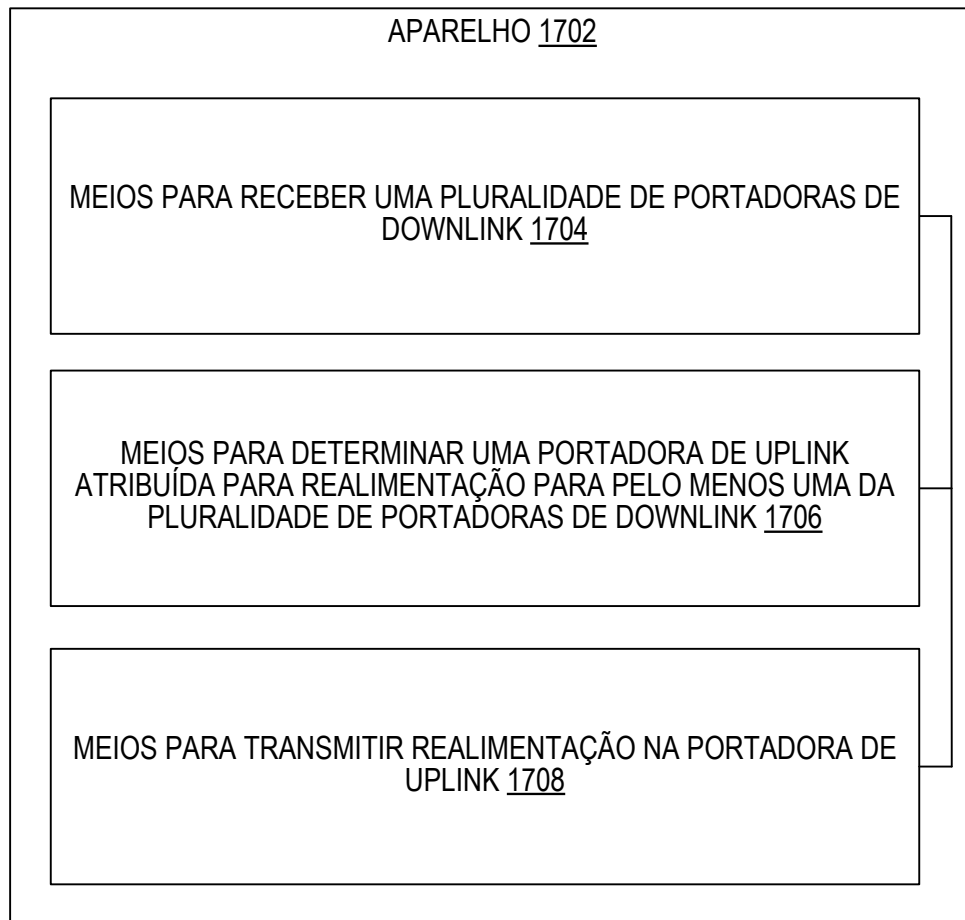 APARELHO 1702
MEIOS PARA RECEBER UMA PLURALIDADE DE PORTADORAS DE
DOWNLINK 1704
MEIOS PARA DETERMINAR UMA PORTADORA DE UPLINK
ATRIBUÍDA PARA REALIMENTAÇÃO PARA PELO MENOS UMA DA
PLURALIDADE DE PORTADORAS DE DOWNLINK 1706
MEIOS PARA TRANSMITIR REALIMENTAÇÃO NA PORTADORA DE
UPLINK 1708